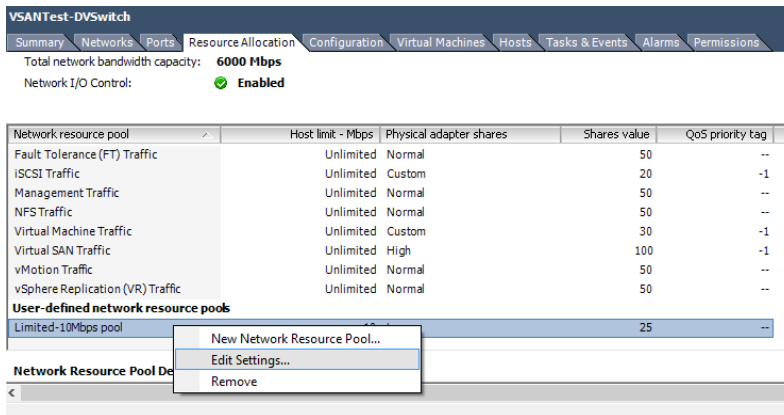 VSANTest-DVSwitch
Summary Networks Ports Resource Allocation Configuration Virtual Machines Hosts Tasks & Events Alarms Permissions
Total network bandwidth capacity: 6000 Mbps
Network I/O Control: Enabled
Network resource pool Host limit - Mbps Physical adapter shares Shares value QoS priority tag
Fault Tolerance (FT) Traffic Unlimited Normal 50 --
iSCSI Traffic Unlimited Custom 20 -1
Management Traffic Unlimited Normal 50 --
NFS Traffic Unlimited Normal 50 --
Virtual Machine Traffic Unlimited Custom 30 -1
Virtual SAN Traffic Unlimited High 100 -1
vMotion Traffic Unlimited Normal 50 --
vSphere Replication (VR) Traffic Unlimited Normal 50 --
User-defined network resource pools
Limited-10Mbps pool 25 --
New Network Resource Pool...
Edit Settings...
Network Resource Pool De
Remove